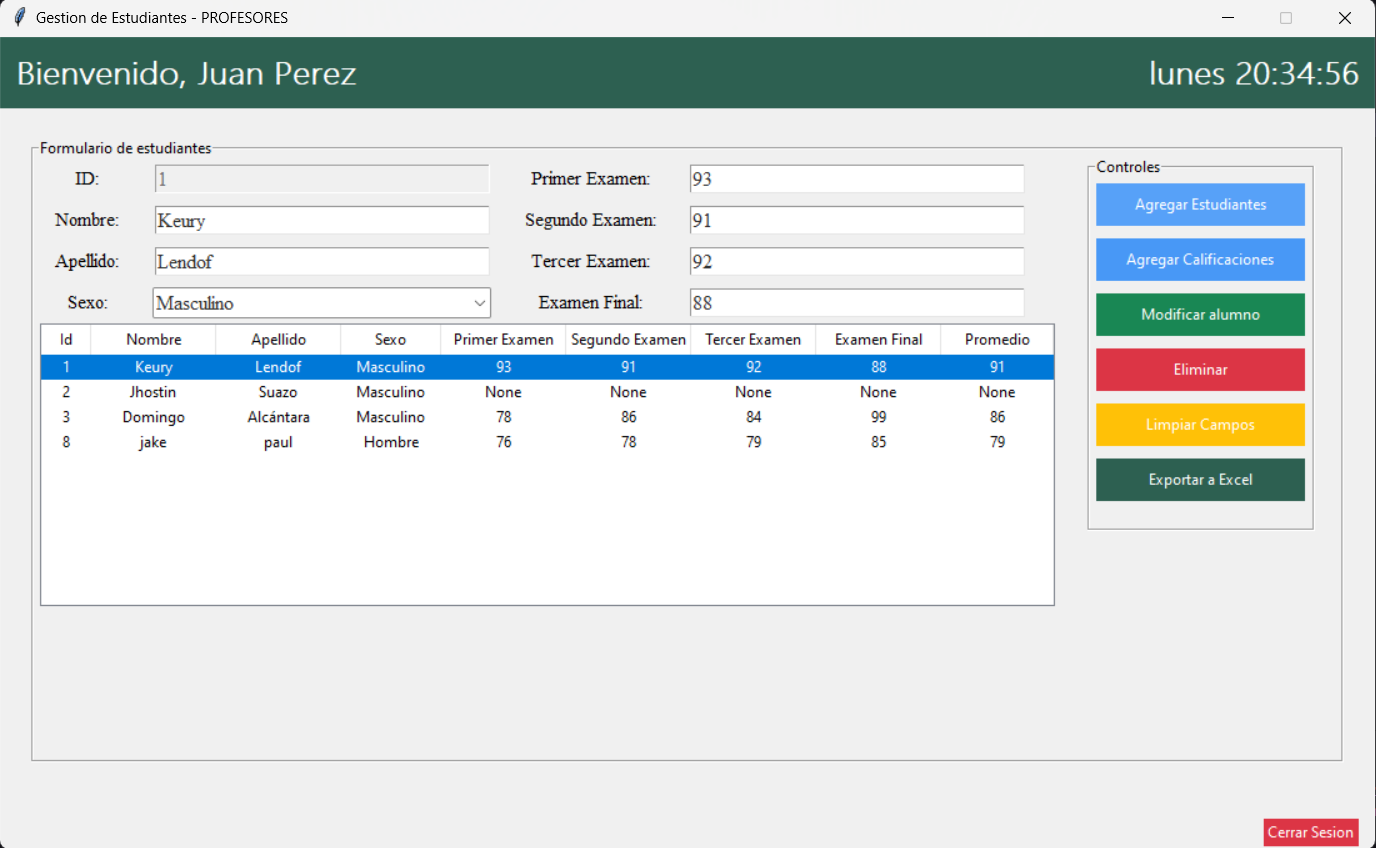 Gestion de Estudiantes - PROFESORES
Bienvenido, Juan Perez
lunes 20:34:56
Formulario de estudiantes
ID: 1 Primer Examen: 93
Nombre: Keury Segundo Examen: 91
Apellido: Lendof Tercer Examen: 92
Sexo: Masculino Examen Final: 88
Id Nombre Apellido Sexo Primer Examen Segundo Examen Tercer Examen Examen Final Promedio
1 Keury Lendof Masculino 93 91 92 88 91
2 Jhostin Suazo Masculino None None None None None
3 Domingo Alcántara Masculino 78 86 84 99 86
8 jake paul Hombre 76 78 79 85 79
Controles
Agregar Estudiantes
Agregar Calificaciones
Modificar alumno
Eliminar
Limpiar Campos
Exportar a Excel
Cerrar Sesion